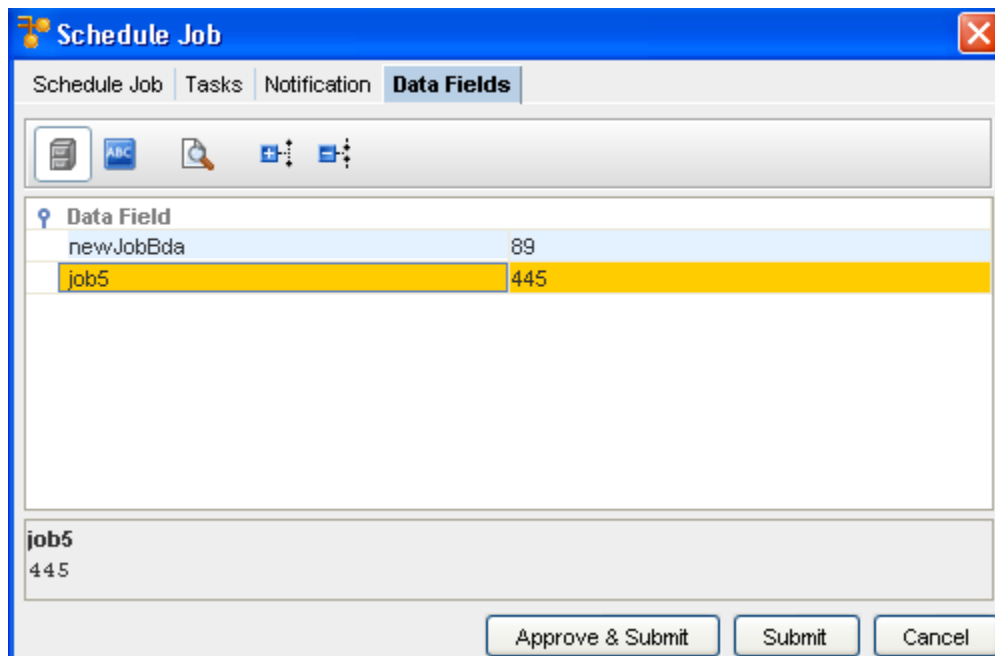 Schedule Job
Schedule Job Tasks Notification Data Fields
ABC
Data Field
newJobBda 89
job5 445
job5
445
Approve & Submit Submit Cancel